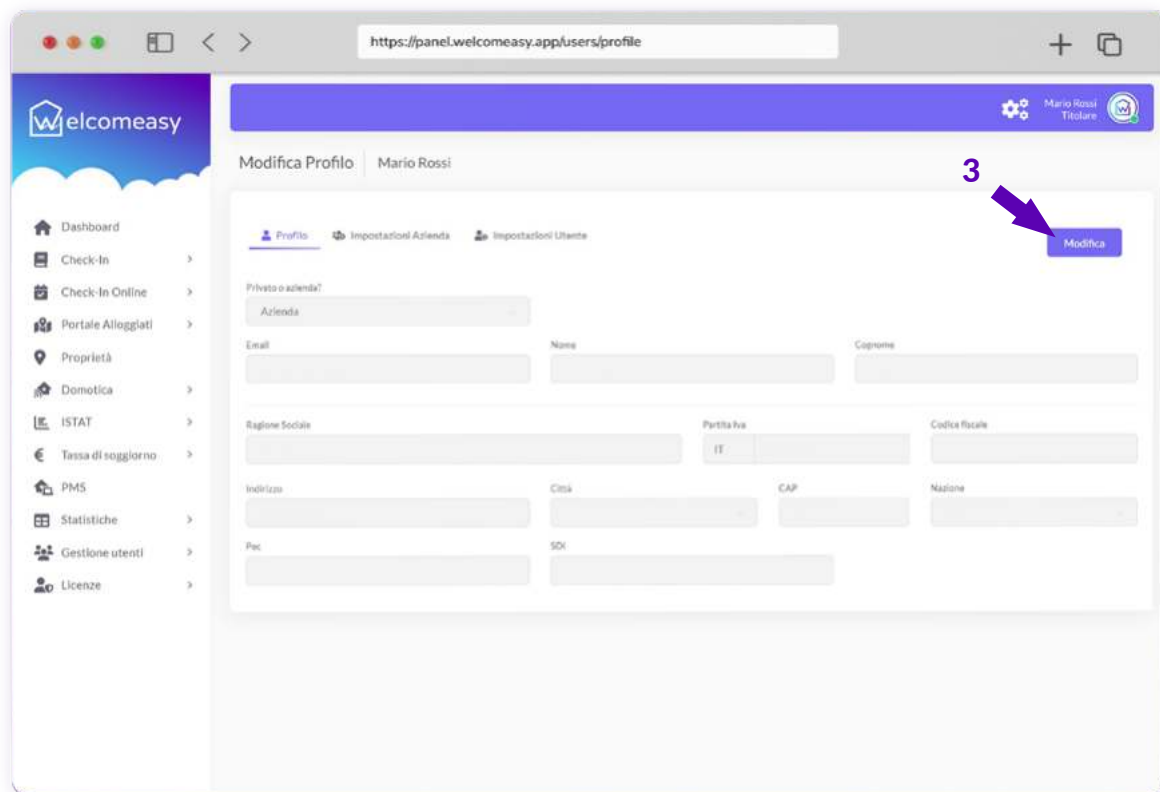 https://panel.welcomeasy.app/users/profile
Welcomeasy
Mario Rossi
Titolare
Modifica Profilo
Mario Rossi
3
Dashboard
Check-In
Check-In Online
Portale Alloggiati
Proprietà
Domotica
ISTAT
Tassa di soggiorno
PMS
Statistiche
Gestione utenti
Licenze
Profilo
Impostazioni Azienda
Impostazioni Utente
Modifica
Privato o azienda?
Azienda
Email
Nome
Cognome
Ragione Sociale
Partita Iva
Codice fiscale
IT
Indirizzo
Città
CAP
Nazione
Pec
SDI